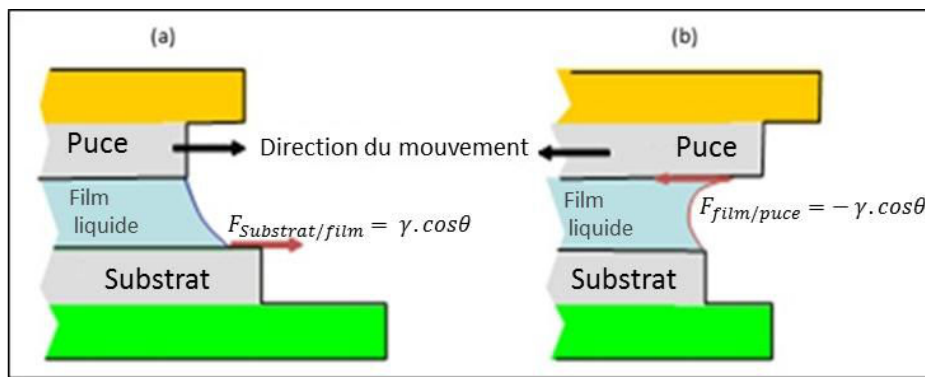 (a)
(b)
Puce
Direction du mouvement
Puce
Film
liquide
F_{Substrat/film} = γ.cosθ
Film
liquide
F_{film/puce} = − γ.cosθ
Substrat
Substrat